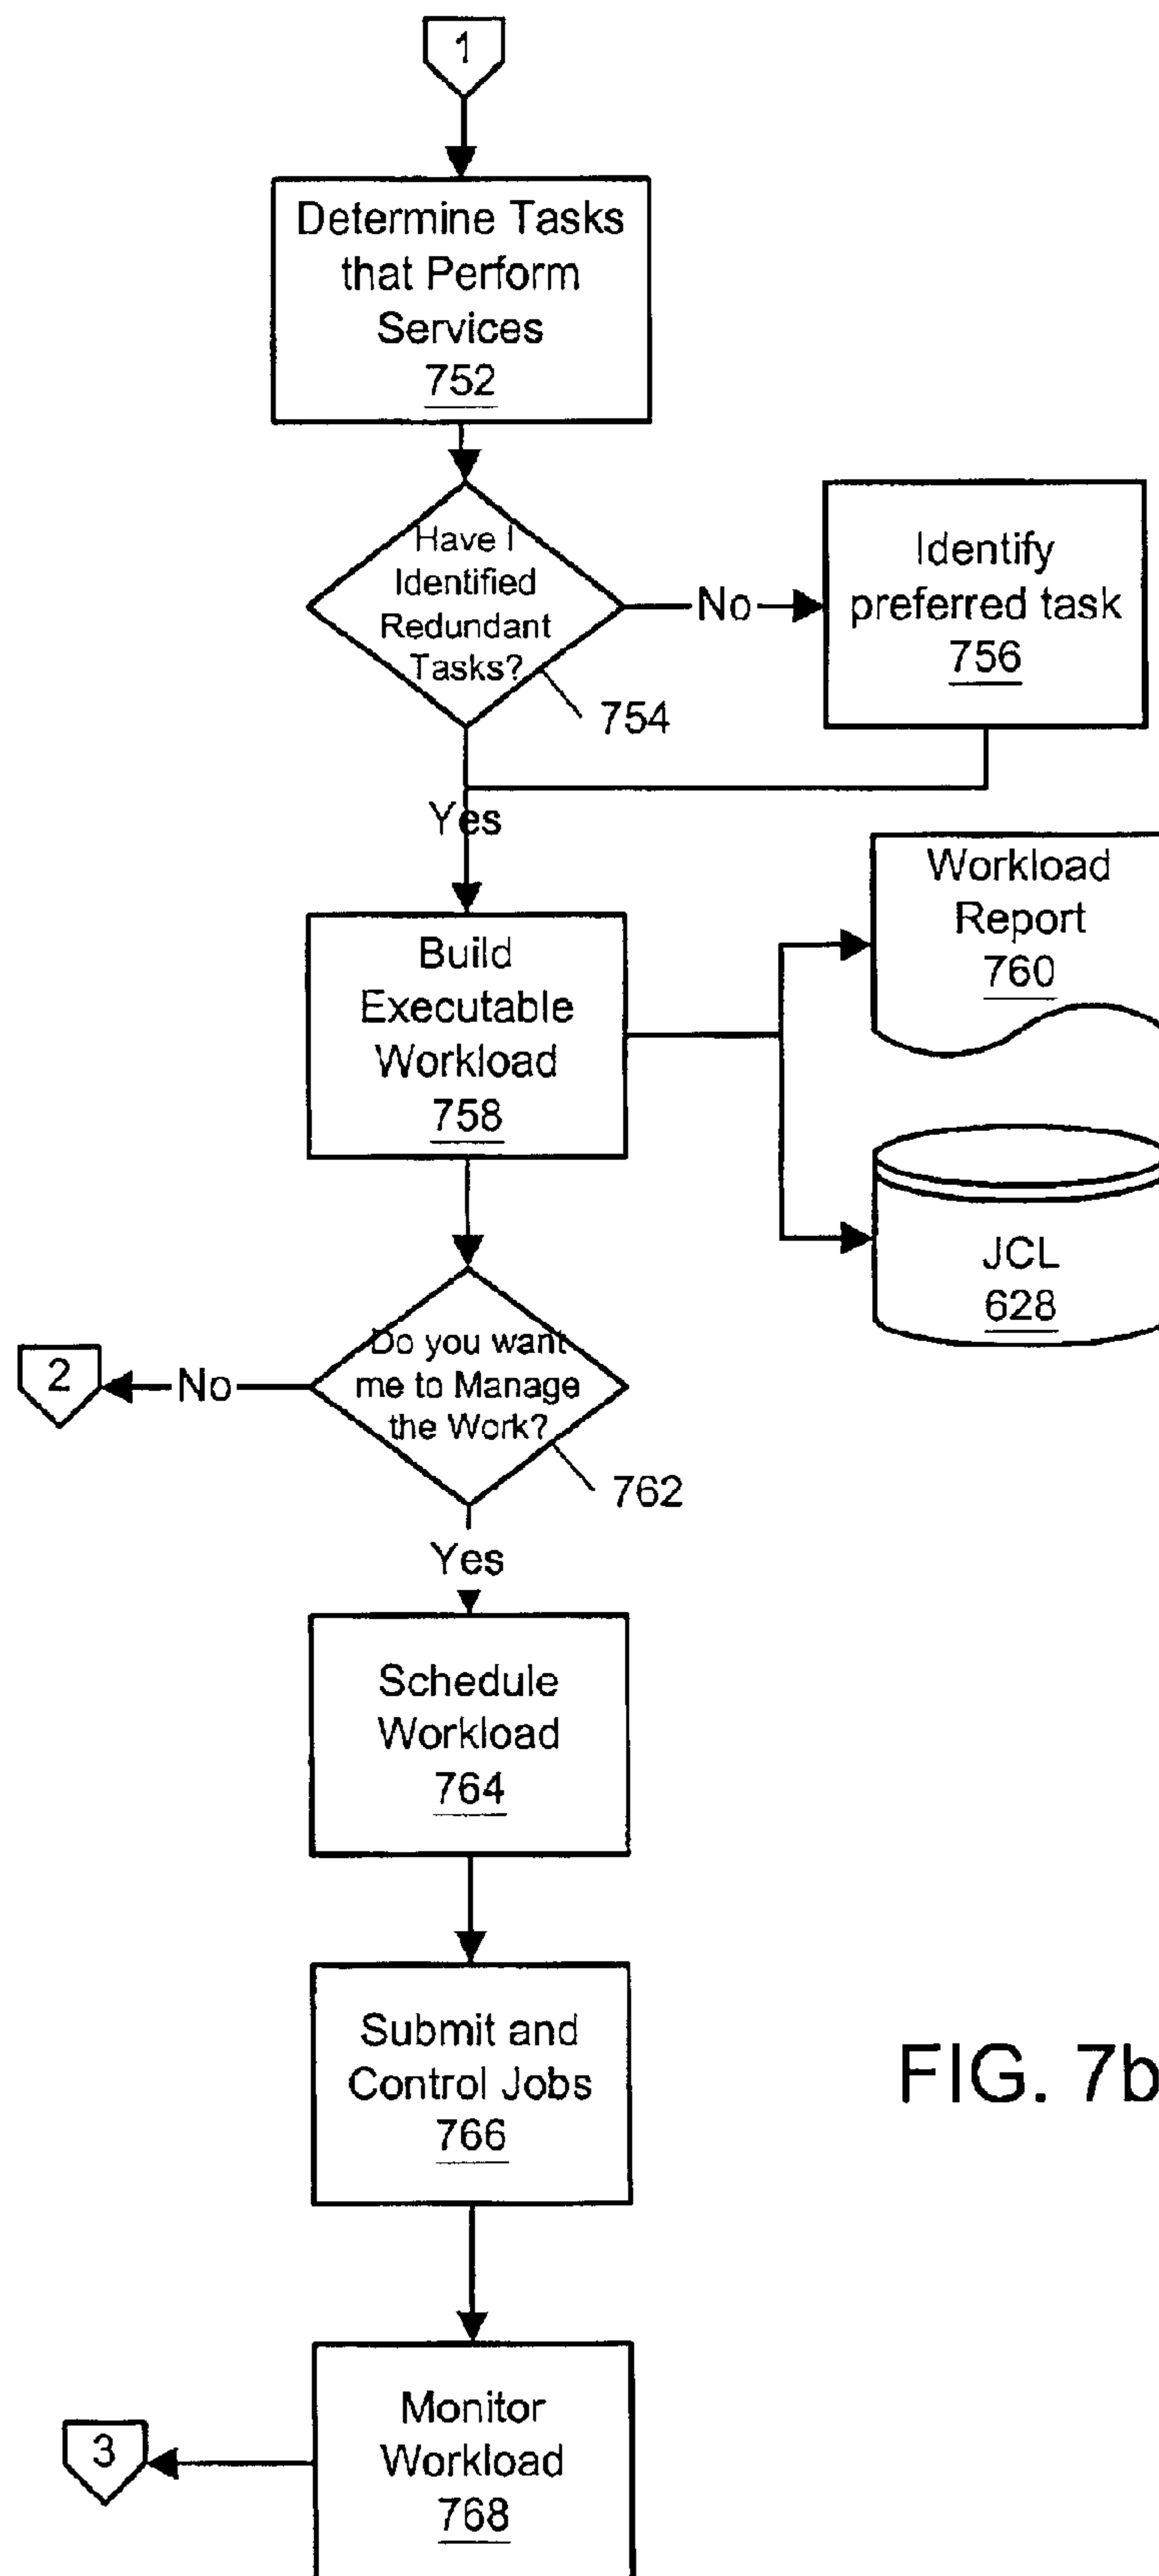 1
Determine Tasks
that Perform
Services
752
Have I
Identified
Redundant
Tasks?
754
No
Identify
preferred task
756
Yes
Build
Executable
Workload
758
Workload
Report
760
JCL
628
Do you want
me to Manage
the Work?
762
No
2
Yes
Schedule
Workload
764
Submit and
Control Jobs
766
FIG. 7b
Monitor
Workload
768
3